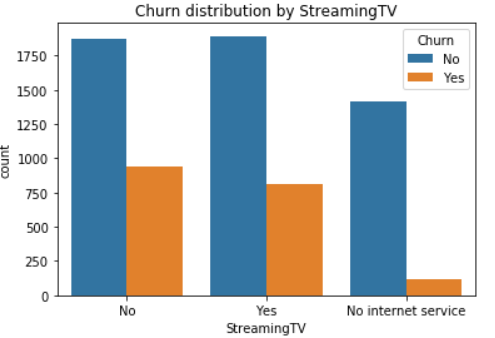 Churn distribution by StreamingTV
Churn
No
Yes
1750
1500
1250
1000
750
500
250
0
count
No
Yes
No internet service
StreamingTV